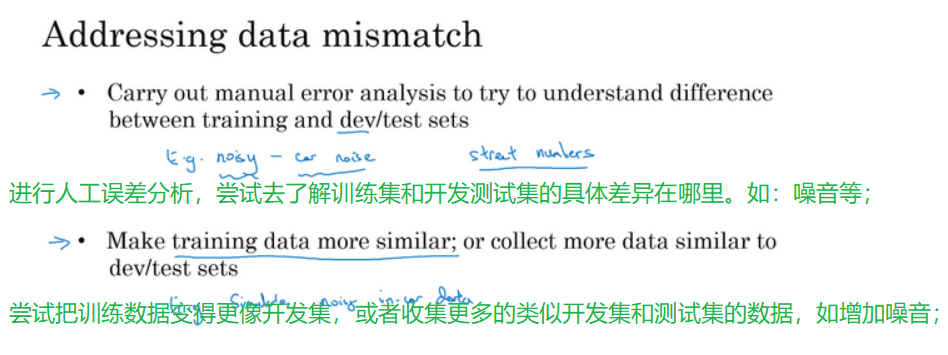 Addressing data mismatch
→ • Carry out manual error analysis to try to understand difference
between training and dev/test sets
E.g. noisy - car noise street numbers
进行人工误差分析，尝试去了解训练集和开发测试集的具体差异在哪里。如：噪音等；
→ • Make training data more similar; or collect more data similar to
dev/test sets
E.g. Simulate noisy in-car data
尝试把训练数据变得更像开发集，或者收集更多的类似开发集和测试集的数据，如增加噪音；